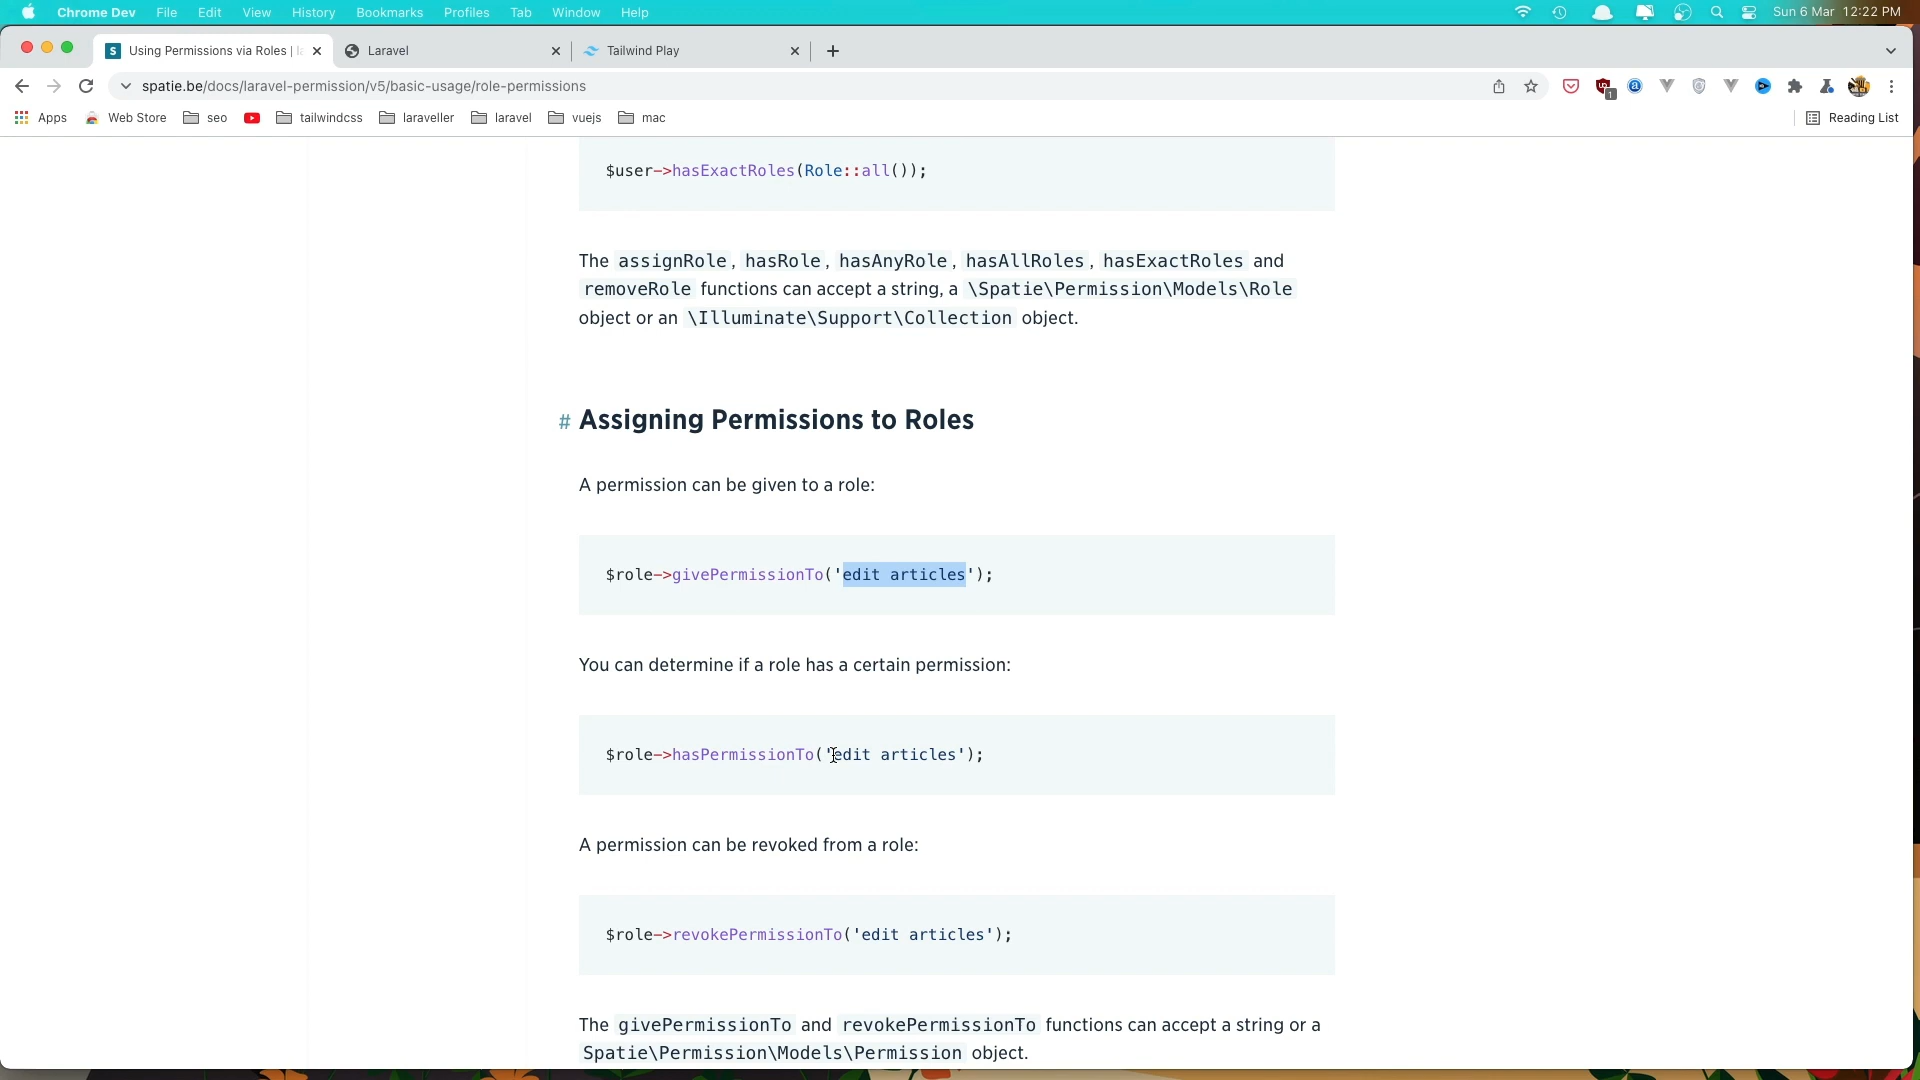 Chrome Dev File Edit View History Bookmarks Profiles Tab Window Help Sun 6 Mar 12:22 PM
S Using Permissions via Roles | Laravel Tailwind Play
spatie.be/docs/laravel-permission/v5/basic-usage/role-permissions
1
Apps Web Store seo tailwindcss laraveller laravel vuejs mac Reading List
$user->hasExactRoles(Role::all());
The assignRole, hasRole, hasAnyRole, hasAllRoles, hasExactRoles and
removeRole functions can accept a string, a \Spatie\Permission\Models\Role
object or an \Illuminate\Support\Collection object.
# Assigning Permissions to Roles
A permission can be given to a role:
$role->givePermissionTo('edit articles');
You can determine if a role has a certain permission:
$role->hasPermissionTo('edit articles');
A permission can be revoked from a role:
$role->revokePermissionTo('edit articles');
The givePermissionTo and revokePermissionTo functions can accept a string or a
Spatie\Permission\Models\Permission object.